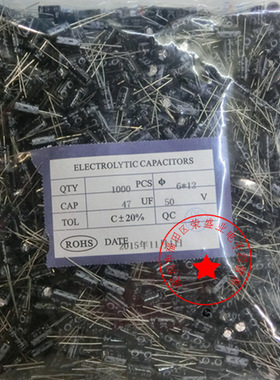 ELECTROLYTIC CAPACITORS
QTY 1000 PCS Φ 6*12
CAP 47 UF 50 V
TOL C±20% QC
ROHS DATE 2015年11月